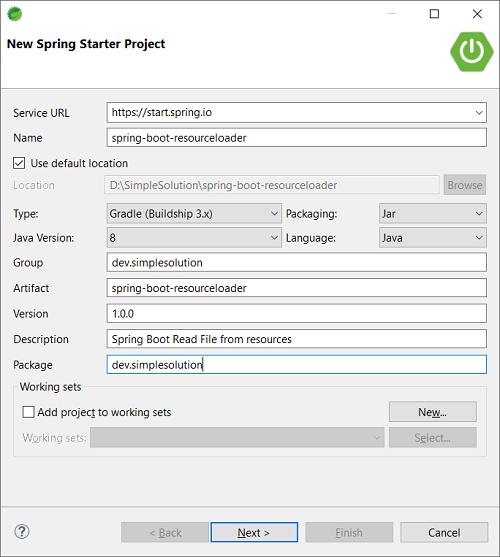 New Spring Starter Project
Service URL https://start.spring.io
Name spring-boot-resourceloader
Use default location
Location D:\SimpleSolution\spring-boot-resourceloader Browse
Type: Gradle (Buildship 3.x) Packaging: Jar
Java Version: 8 Language: Java
Group dev.simplesolution
Artifact spring-boot-resourceloader
Version 1.0.0
Description Spring Boot Read File from resources
Package dev.simplesolution
Working sets
Add project to working sets New...
Working sets: Select...
? < Back Next > Finish Cancel